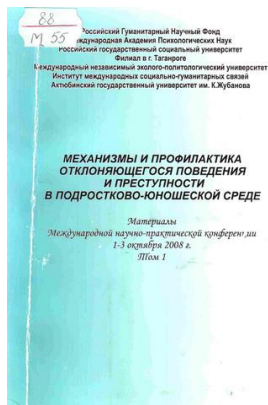 88
М 55
Российский Гуманитарный Научный Фонд
Международная Академия Психологических Наук
Российский государственный социальный университет
Филиал в г. Таганроге
Международный независимый эколого-политологический университет
Институт международных социально-гуманитарных связей
Актюбинский государственный университет им. К.Жубанова
МЕХАНИЗМЫ И ПРОФИЛАКТИКА
ОТКЛОНЯЮЩЕГОСЯ ПОВЕДЕНИЯ
И ПРЕСТУПНОСТИ
В ПОДРОСТКОВО-ЮНОШЕСКОЙ СРЕДЕ
Материалы
Международной научно-практической конференции
1-3 октября 2008 г.
Том 1